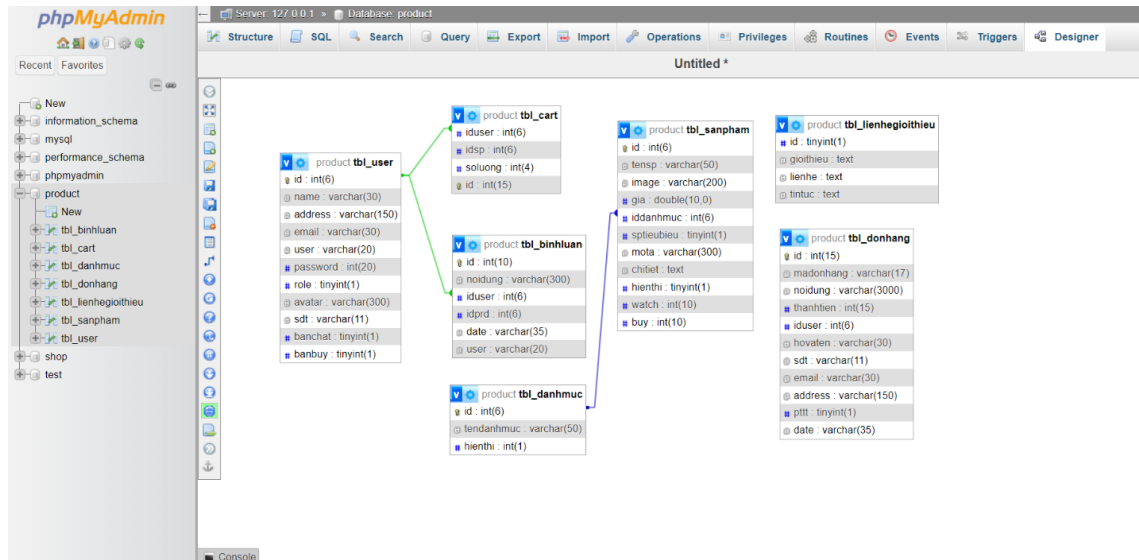 phpMyAdmin
Recent Favorites
New
information_schema
mysql
performance_schema
phpmyadmin
product
New
tbl_binhluan
tbl_cart
tbl_danhmuc
tbl_donhang
tbl_lienhegioithieu
tbl_sanpham
tbl_user
shop
test
Server: 127.0.0.1 » Database: product
Structure SQL Search Query Export Import Operations Privileges Routines Events Triggers Designer
Untitled *
product tbl_user
id : int(6)
name : varchar(30)
address : varchar(150)
email : varchar(30)
user : varchar(20)
password : int(20)
role : tinyint(1)
avatar : varchar(300)
sdt : varchar(11)
banchat : tinyint(1)
banbuy : tinyint(1)
product tbl_cart
iduser : int(6)
idsp : int(6)
soluong : int(4)
id : int(15)
product tbl_binhluan
id : int(10)
noidung : varchar(300)
iduser : int(6)
idprd : int(6)
date : varchar(35)
user : varchar(20)
product tbl_danhmuc
id : int(6)
tendanhmuc : varchar(50)
hienthi : int(1)
product tbl_sanpham
id : int(6)
tensp : varchar(50)
image : varchar(200)
gia : double(10,0)
iddanhmuc : int(6)
sptieubieu : tinyint(1)
mota : varchar(300)
chitiet : text
hienthi : tinyint(1)
watch : int(10)
buy : int(10)
product tbl_lienhegioithieu
id : tinyint(1)
gioithieu : text
lienhe : text
tintuc : text
product tbl_donhang
id : int(15)
madonhang : varchar(17)
noidung : varchar(3000)
thanhtien : int(15)
iduser : int(6)
hovaten : varchar(30)
sdt : varchar(11)
email : varchar(30)
address : varchar(150)
pttt : tinyint(1)
date : varchar(35)
Console